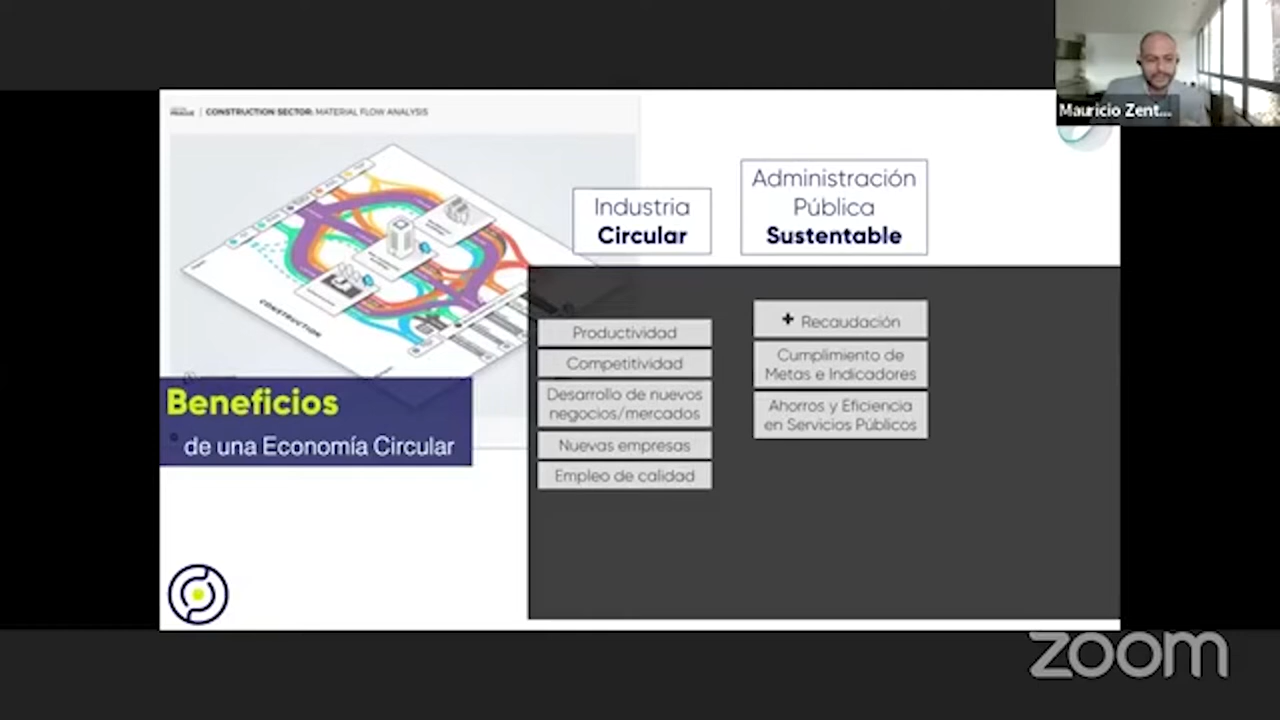 Mauricio Zent...
PRAGUE | CONSTRUCTION SECTOR: MATERIAL FLOW ANALYSIS
CONSTRUCTION
Beneficios
de una Economía Circular
Industria
Circular
Productividad
Competitividad
Desarrollo de nuevos
negocios/mercados
Nuevas empresas
Empleo de calidad
Administración
Pública
Sustentable
+ Recaudación
Cumplimiento de
Metas e Indicadores
Ahorros y Eficiencia
en Servicios Públicos
zoom